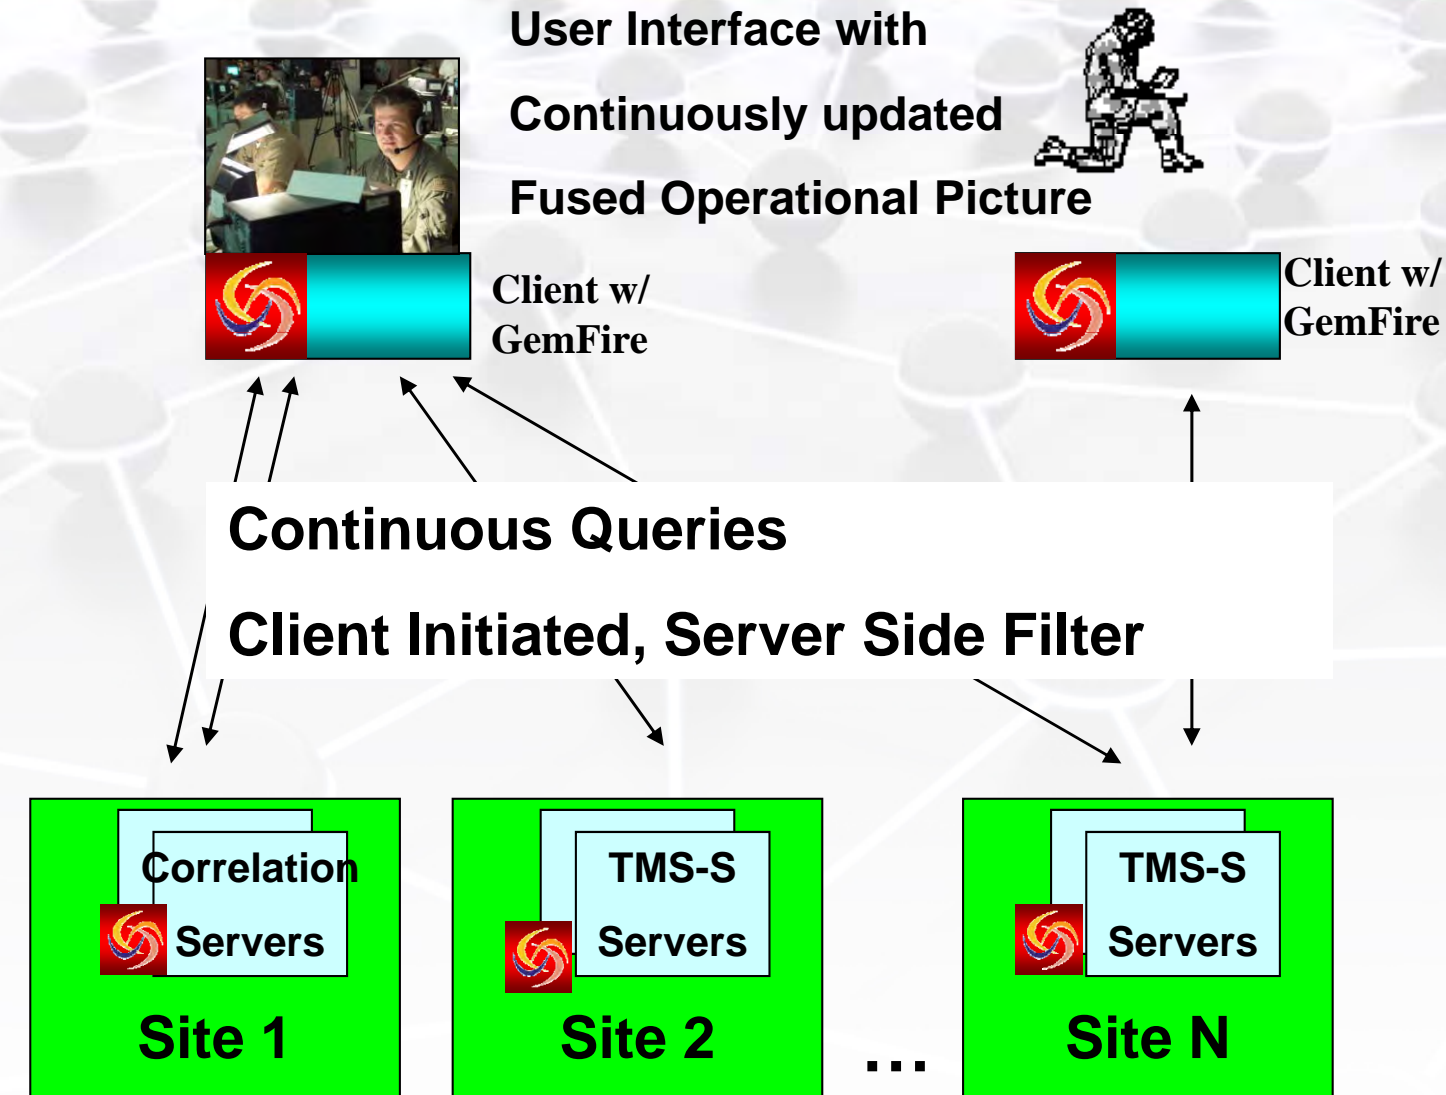 User Interface with
Continuously updated
Fused Operational Picture
Client w/
GemFire
Client w/
GemFire
Continuous Queries
Client Initiated, Server Side Filter
Correlation
Servers
Site 1
TMS-S
Servers
Site 2
...
TMS-S
Servers
Site N